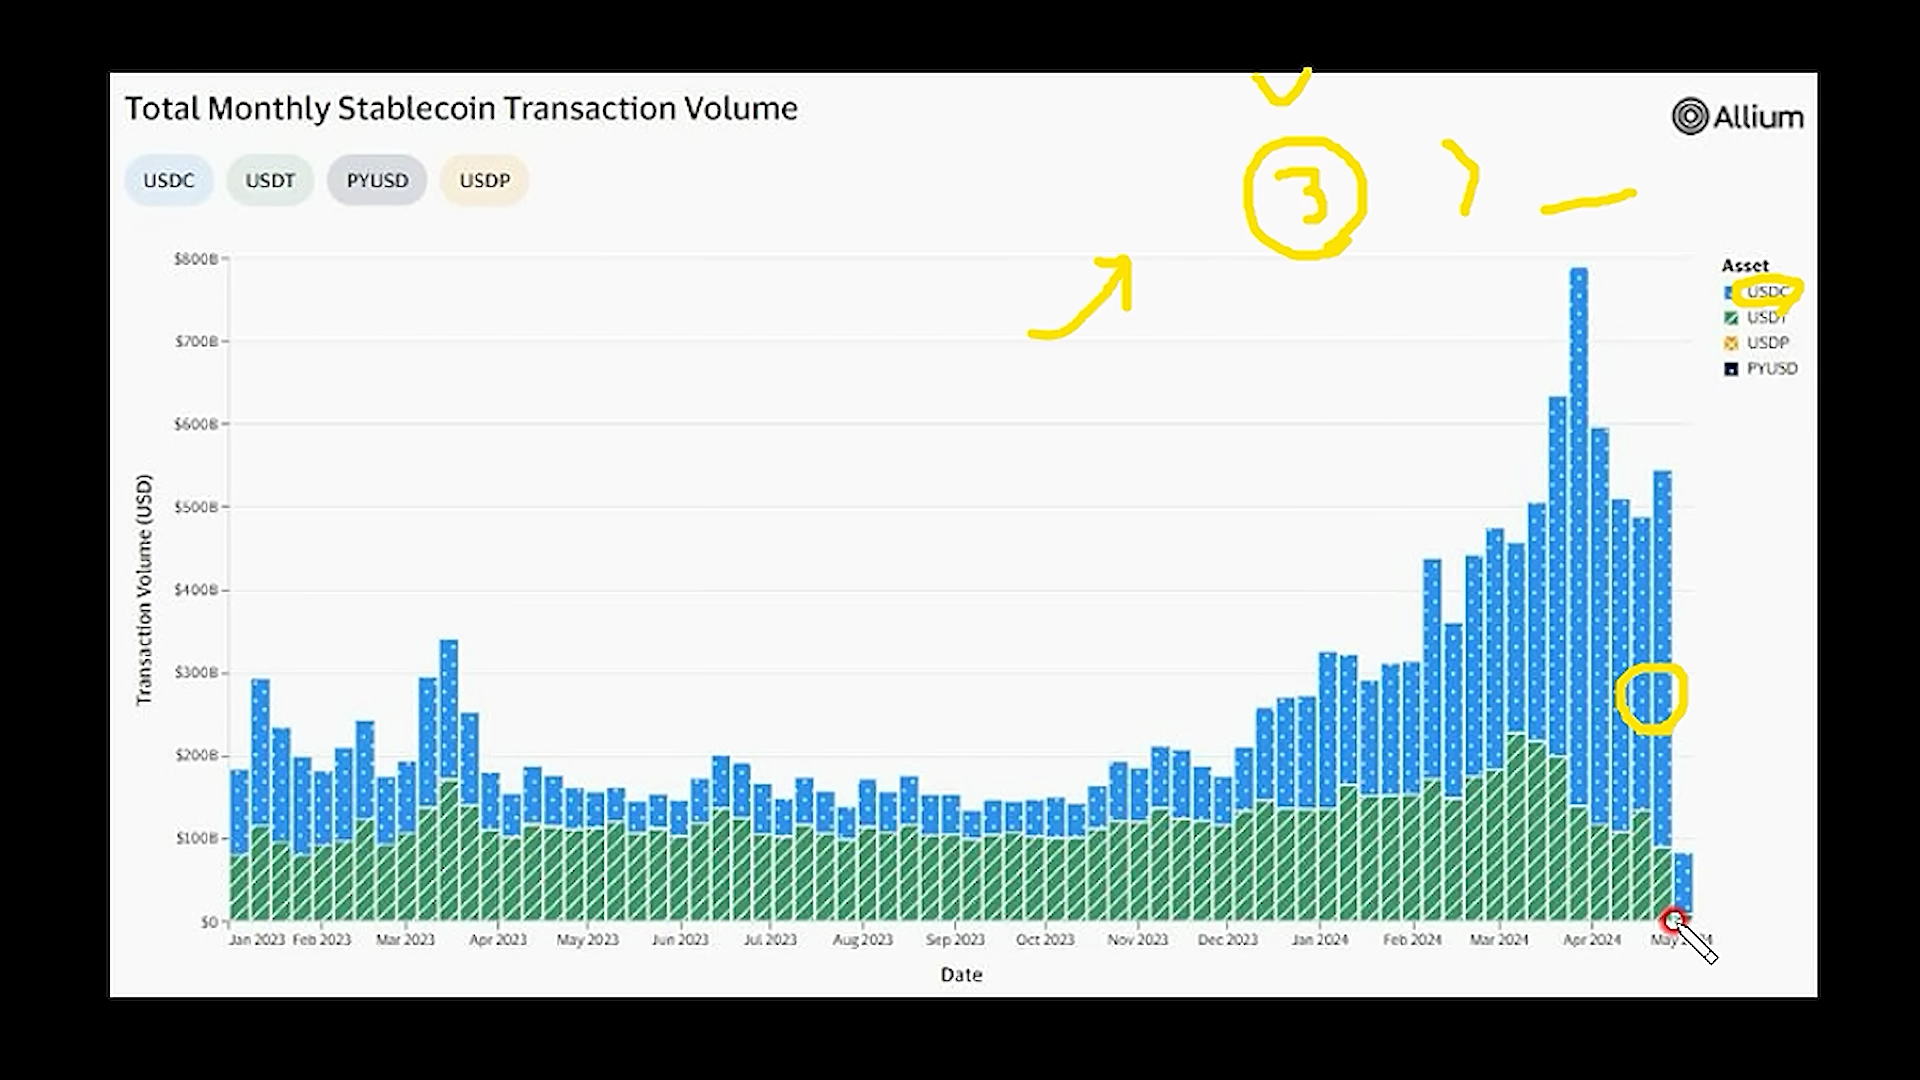 Total Monthly Stablecoin Transaction Volume
Allium
3
USDC USDT PYUSD USDP
Asset
USDC
USDT
USDP
PYUSD
$800B
$700B
$600B
$500B
$400B
$300B
$200B
$100B
$0
Transaction Volume (USD)
Jan 2023 Feb 2023 Mar 2023 Apr 2023 May 2023 Jun 2023 Jul 2023 Aug 2023 Sep 2023 Oct 2023 Nov 2023 Dec 2023 Jan 2024 Feb 2024 Mar 2024 Apr 2024 May
Date